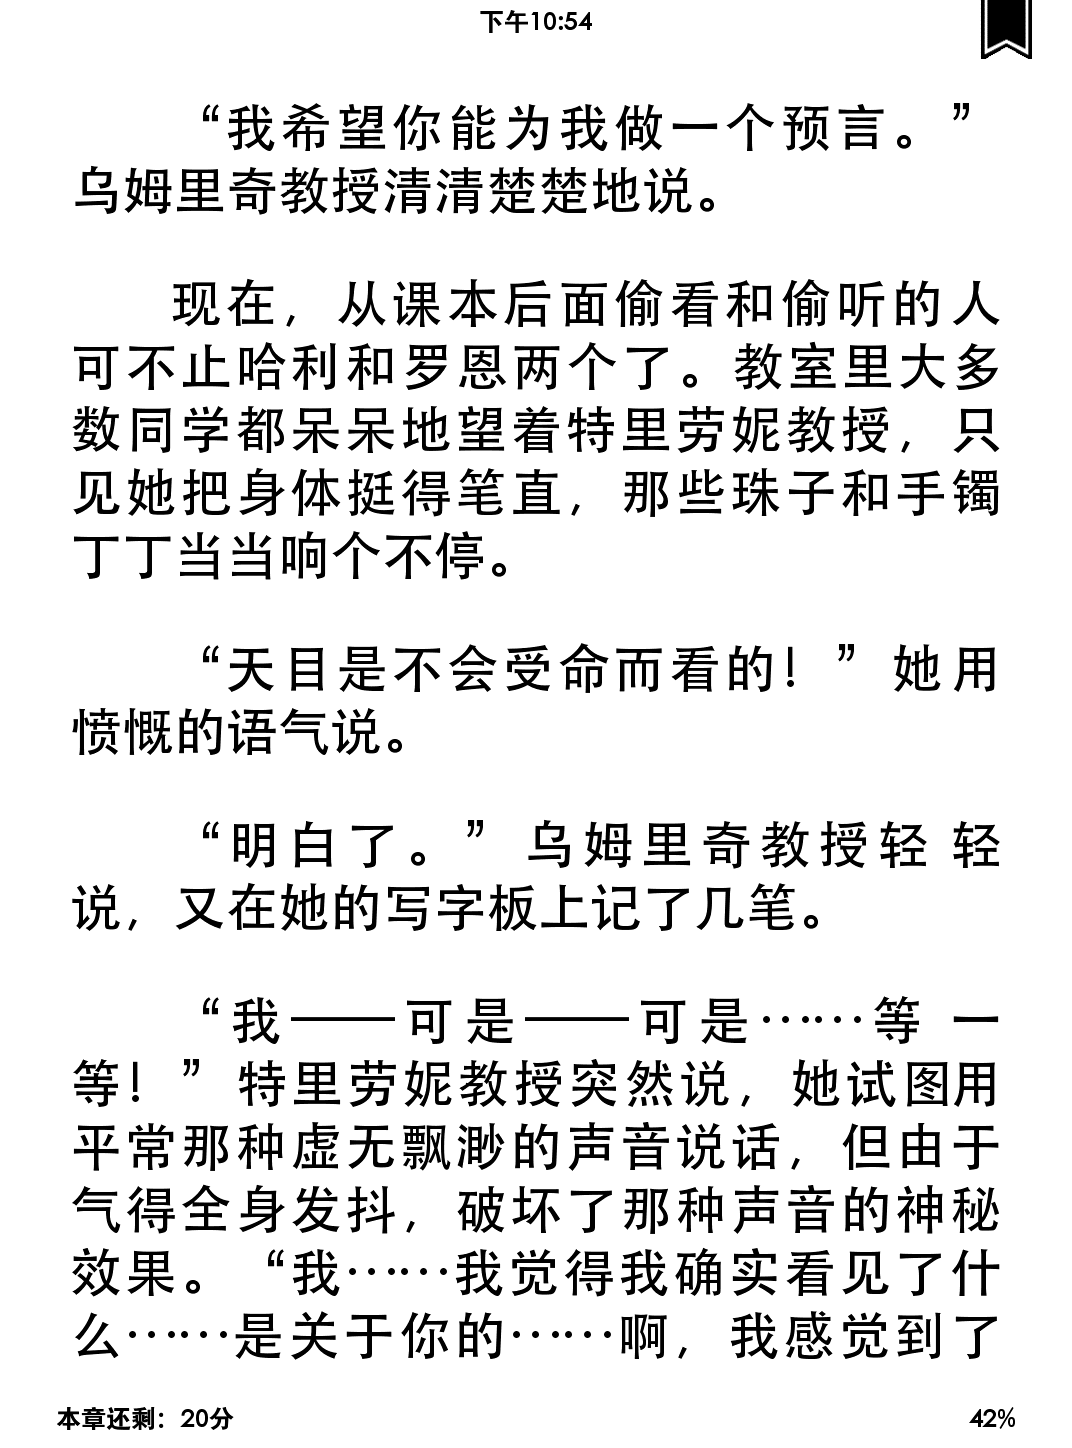 下午10:54
“我希望你能为我做一个预言。”
乌姆里奇教授清清楚楚地说。
现在，从课本后面偷看和偷听的人
可不止哈利和罗恩两个了。教室里大多
数同学都呆呆地望着特里劳妮教授，只
见她把身体挺得笔直，那些珠子和手镯
丁丁当当响个不停。
“天目是不会受命而看的！”她用
愤慨的语气说。
“明白了。”乌姆里奇教授轻轻
说，又在她的写字板上记了几笔。
“我——可是——可是……等一
等！”特里劳妮教授突然说，她试图用
平常那种虚无飘渺的声音说话，但由于
气得全身发抖，破坏了那种声音的神秘
效果。“我……我觉得我确实看见了什
么……是关于你的……啊，我感觉到了
本章还剩：20分
42%